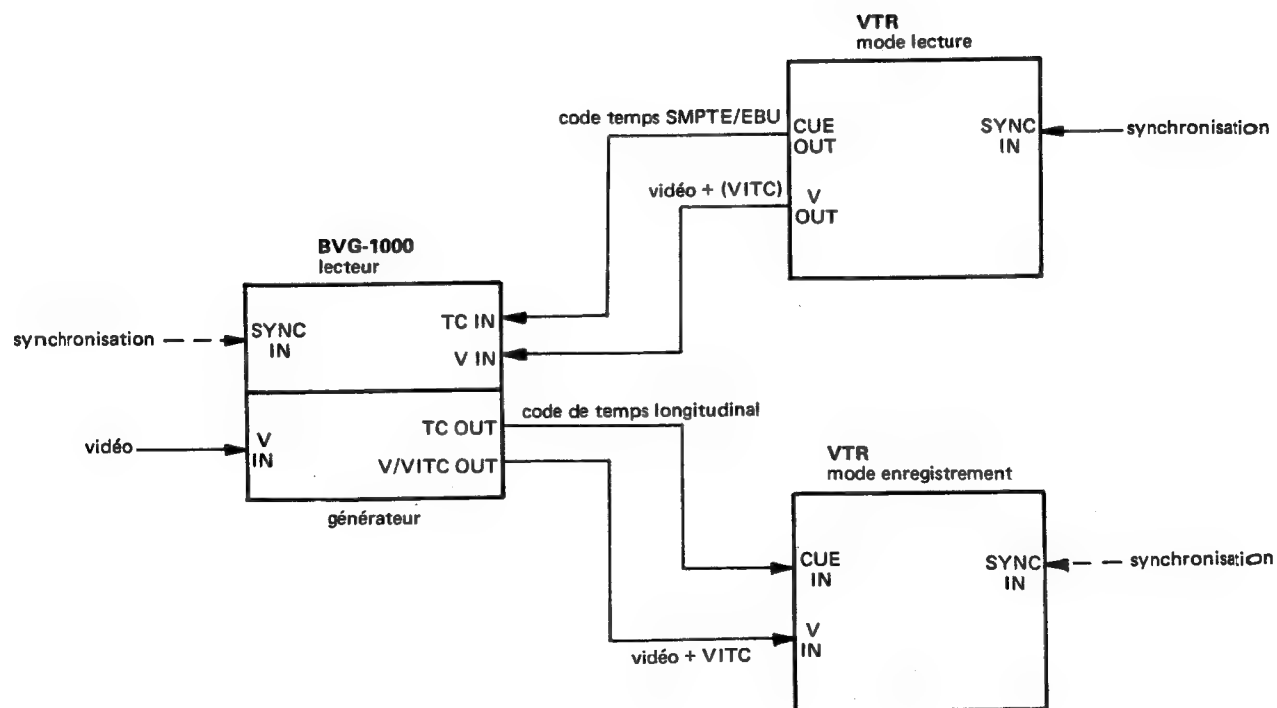 VTR
mode lecture
code temps SMPTE/EBU
CUE
OUT
SYNC
IN
synchronisation
vidéo + (VITC)
V
OUT
BVG-1000
lecteur
synchronisation
SYNC
IN
TC IN
V IN
vidéo
V
IN
TC OUT
code de temps longitudinal
V/VITC OUT
générateur
VTR
mode enregistrement
CUE
IN
SYNC
IN
synchronisation
V
IN
vidéo + VITC